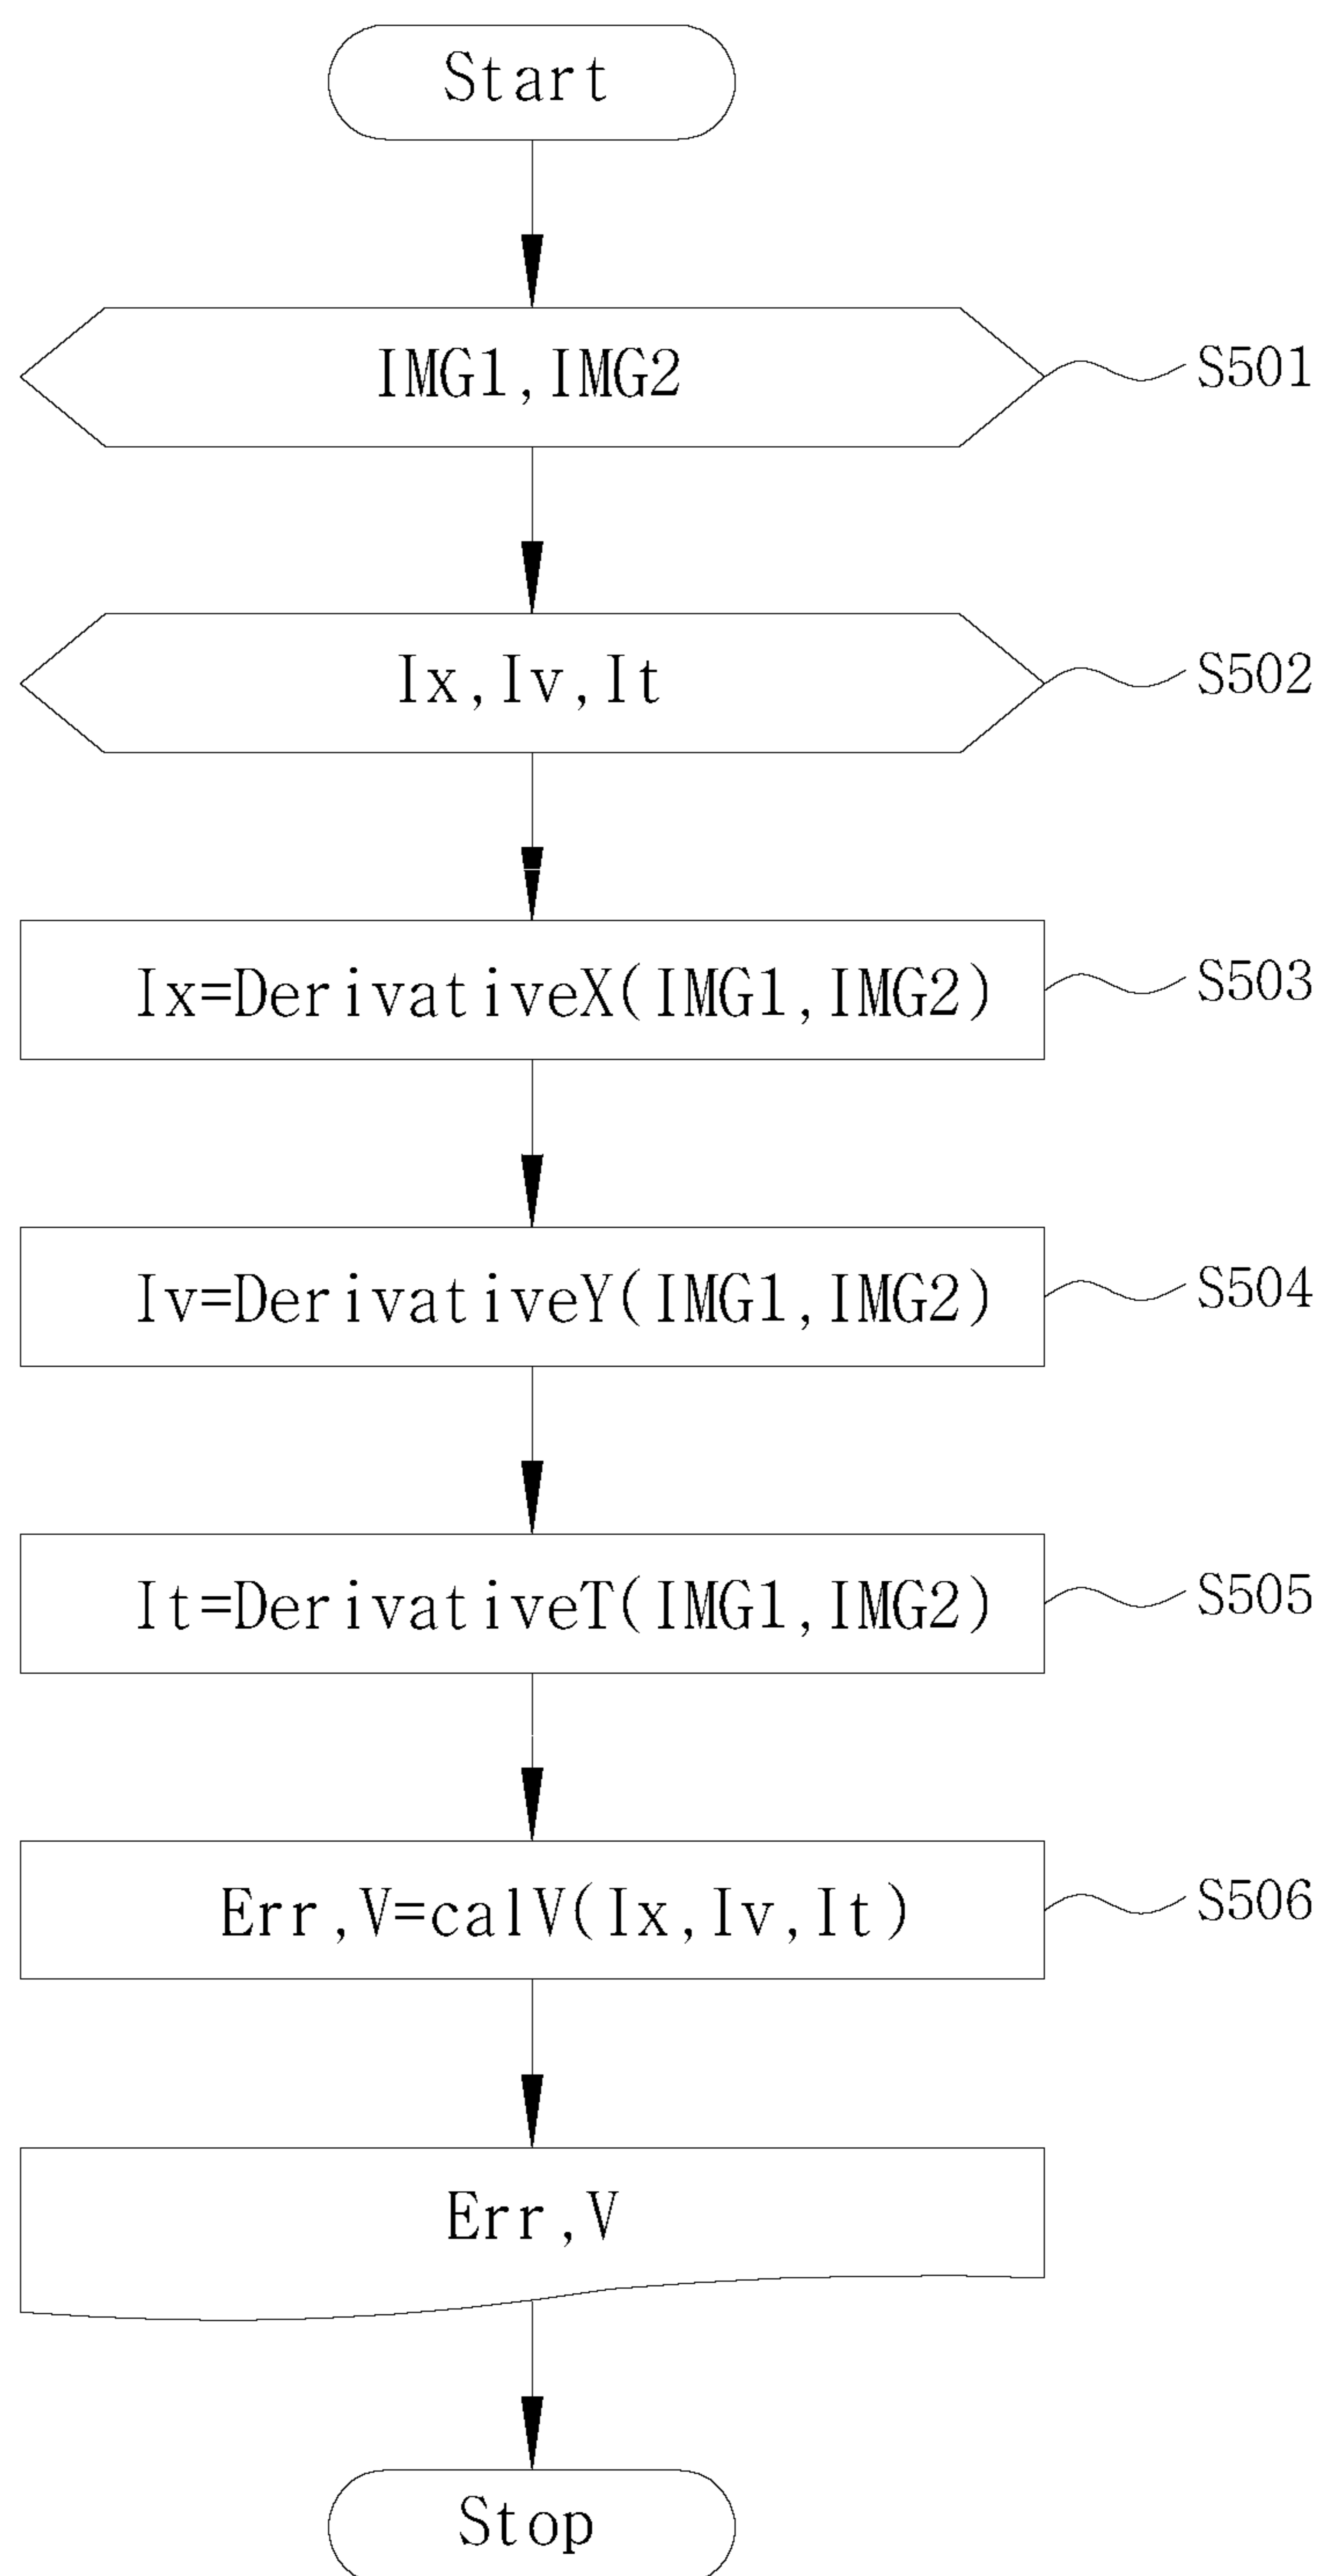 Start
IMG1,IMG2
S501
Ix,Iv,It
S502
Ix=DerivativeX(IMG1,IMG2)
S503
Iv=DerivativeY(IMG1,IMG2)
S504
It=DerivativeT(IMG1,IMG2)
S505
Err,V=calV(Ix,Iv,It)
S506
Err,V
Stop